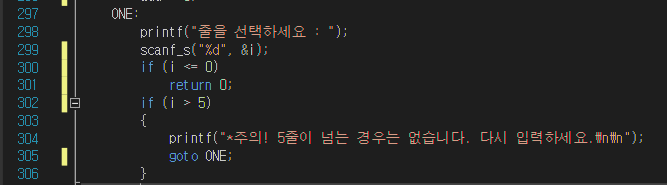 297 ONE:
298 printf("줄을 선택하세요 : ");
299 scanf_s("%d", &i);
300 if (i <= 0)
301 return 0;
302 if (i > 5)
303 {
304 printf("*주의! 5줄이 넘는 경우는 없습니다. 다시 입력하세요.₩n₩n");
305 goto ONE;
306 }